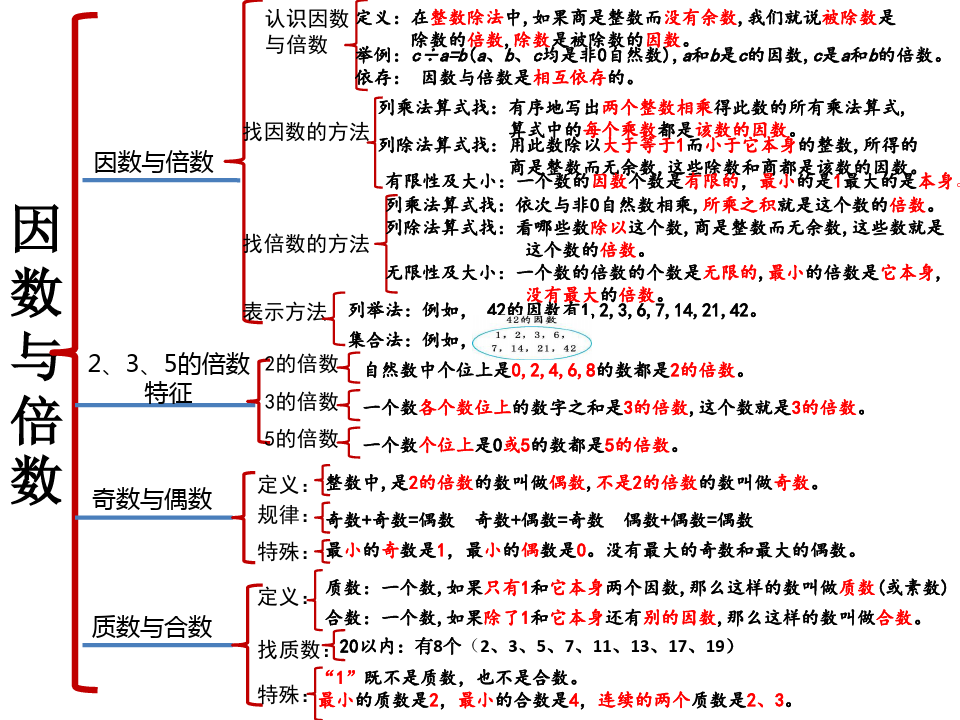 因数与倍数
因数与倍数
认识因数
与倍数
定义：在整数除法中,如果商是整数而没有余数,我们就说被除数是
除数的倍数,除数是被除数的因数。
举例：c÷a=b(a、b、c均是非0自然数),a和b是c的因数,c是a和b的倍数。
依存： 因数与倍数是相互依存的。
找因数的方法
列乘法算式找：有序地写出两个整数相乘得此数的所有乘法算式,
算式中的每个乘数都是该数的因数。
列除法算式找：用此数除以大于等于1而小于它本身的整数,所得的
商是整数而无余数,这些除数和商都是该数的因数。
有限性及大小：一个数的因数个数是有限的，最小的是1最大的是本身。
找倍数的方法
列乘法算式找：依次与非0自然数相乘,所乘之积就是这个数的倍数。
列除法算式找：看哪些数除以这个数,商是整数而无余数,这些数就是
这个数的倍数。
无限性及大小：一个数的倍数的个数是无限的,最小的倍数是它本身,
没有最大的倍数。
表示方法
列举法：例如， 42的因数有1,2,3,6,7,14,21,42。
集合法：例如，
42的因数
1，2，3，6，
7，14，21，42
2、3、5的倍数
特征
2的倍数
自然数中个位上是0,2,4,6,8的数都是2的倍数。
3的倍数
一个数各个数位上的数字之和是3的倍数,这个数就是3的倍数。
5的倍数
一个数个位上是0或5的数都是5的倍数。
奇数与偶数
定义：
整数中,是2的倍数的数叫做偶数,不是2的倍数的数叫做奇数。
规律：
奇数+奇数=偶数 奇数+偶数=奇数 偶数+偶数=偶数
特殊：
最小的奇数是1，最小的偶数是0。没有最大的奇数和最大的偶数。
质数与合数
定义：
质数：一个数,如果只有1和它本身两个因数,那么这样的数叫做质数(或素数)
合数：一个数,如果除了1和它本身还有别的因数,那么这样的数叫做合数。
找质数：
20以内：有8个（2、3、5、7、11、13、17、19）
特殊：
“1”既不是质数，也不是合数。
最小的质数是2，最小的合数是4，连续的两个质数是2、3。